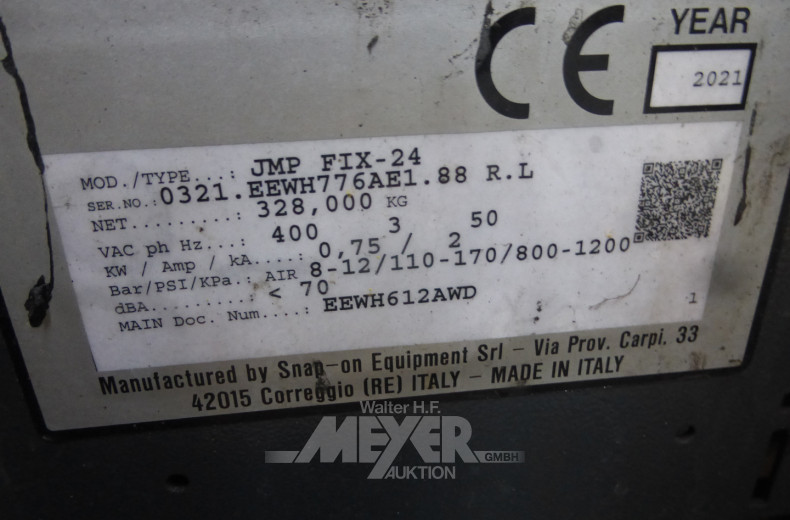 CE
YEAR
2021
MOD./TYPE...: JMP FIX-24
SER.NO.: 0321.EEWH776AE1.88 R.L
NET.........: 328,000 KG
VAC ph Hz...: 400 3 50
KW / Amp / kA....: 0,75 / 2
Bar/PSI/KPa.: AIR 8-12/110-170/800-1200
dBA.........: < 70
MAIN Doc. Num....: EEWH612AWD
1
Manufactured by Snap-on Equipment Srl - Via Prov. Carpi. 33
42015 Correggio (RE) ITALY - MADE IN ITALY
Walter H.F.
MEYER
GMBH
AUKTION